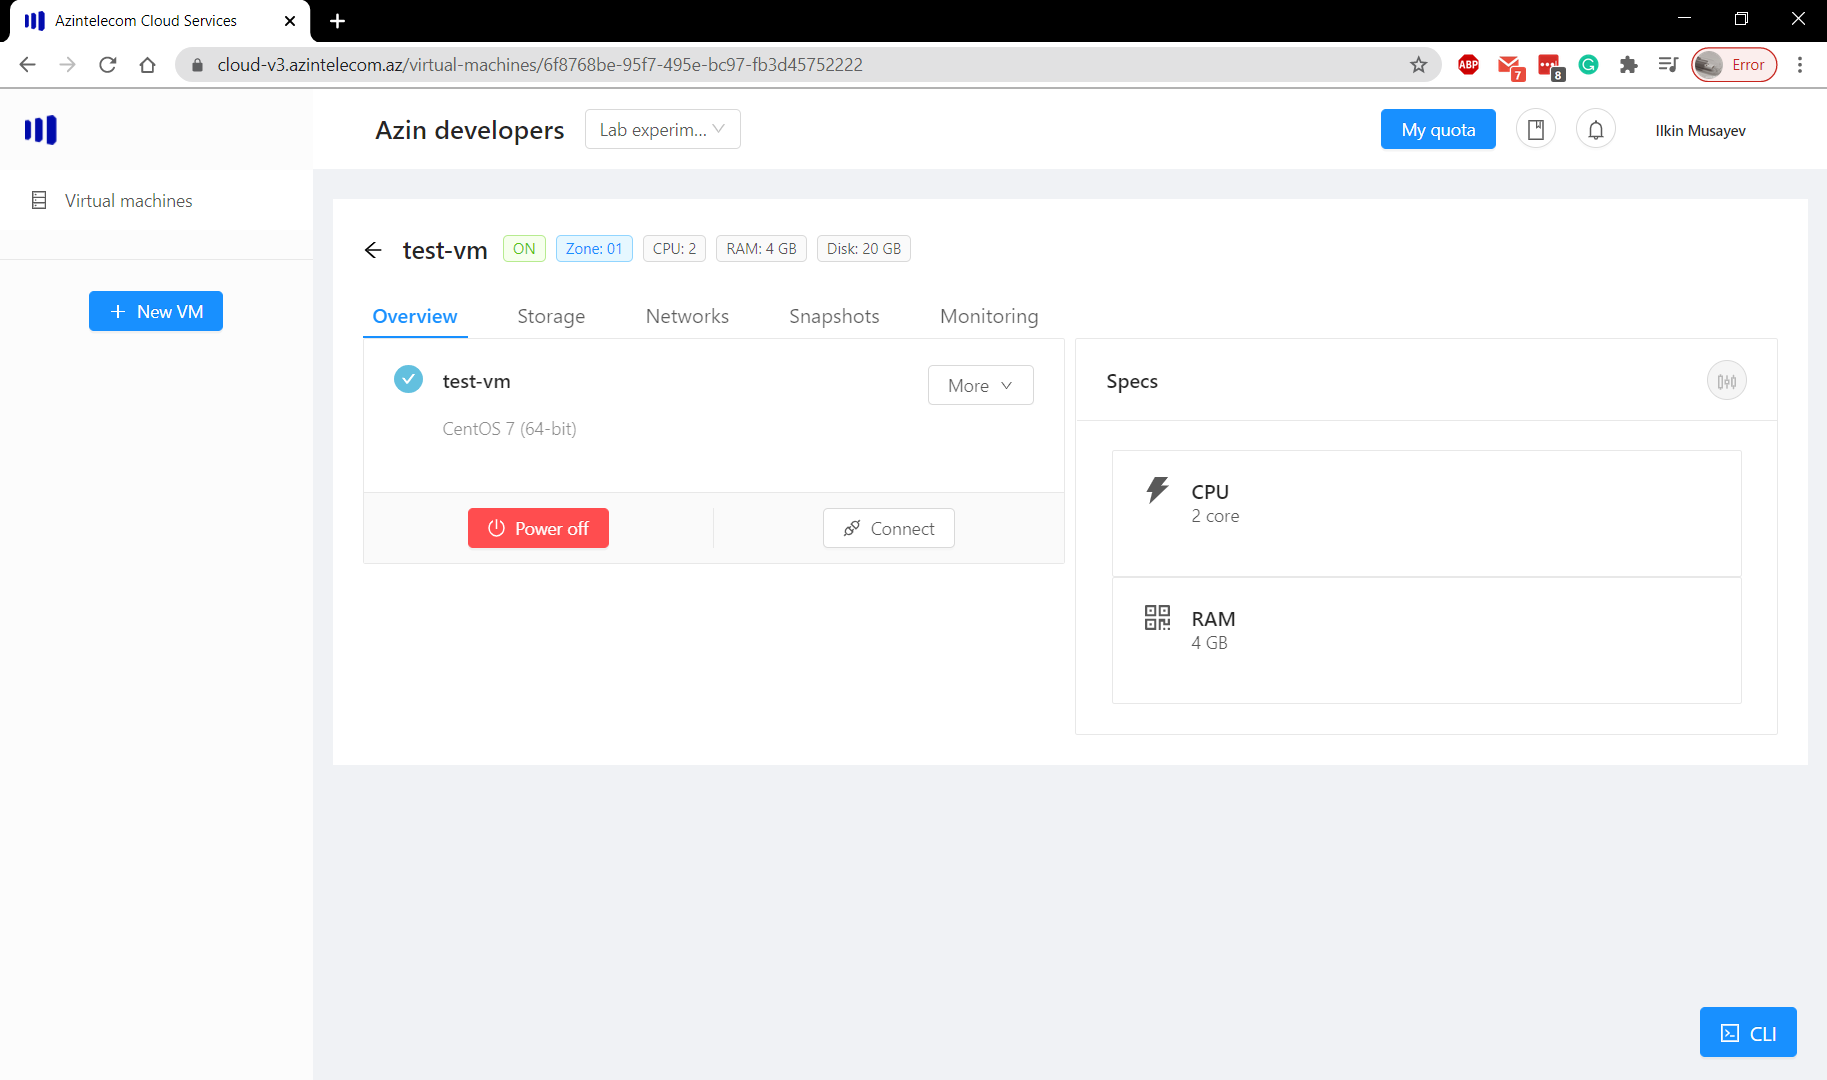 Azintelecom Cloud Services
cloud-v3.azintelecom.az/virtual-machines/6f8768be-95f7-495e-bc97-fb3d45752222
ABP
7
8
Error
Azin developers
Lab experim...
My quota
Ilkin Musayev
Virtual machines
New VM
test-vm
ON
Zone: 01
CPU: 2
RAM: 4 GB
Disk: 20 GB
Overview
Storage
Networks
Snapshots
Monitoring
test-vm
CentOS 7 (64-bit)
More
Power off
Connect
Specs
CPU
2 core
RAM
4 GB
CLI